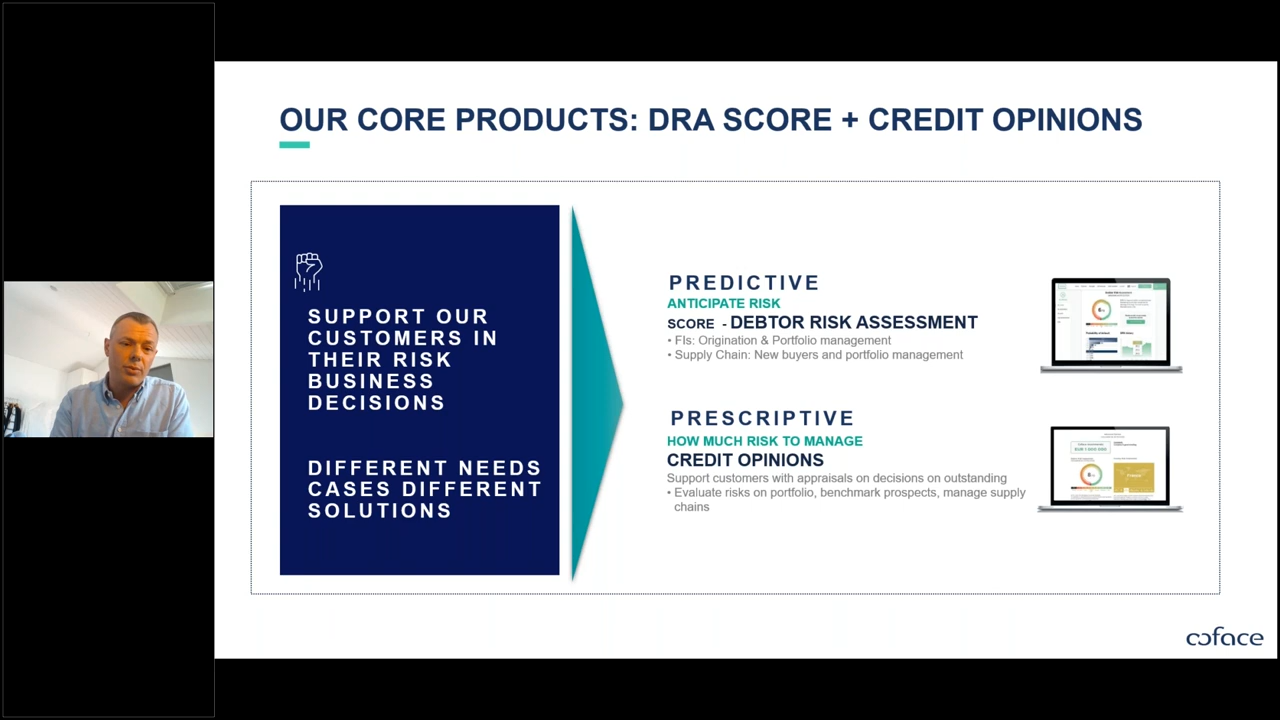 OUR CORE PRODUCTS: DRA SCORE + CREDIT OPINIONS
SUPPORT OUR
CUSTOMERS IN
THEIR RISK
BUSINESS
DECISIONS
DIFFERENT NEEDS
CASES DIFFERENT
SOLUTIONS
PREDICTIVE
ANTICIPATE RISK
SCORE - DEBTOR RISK ASSESSMENT
• FIs: Origination & Portfolio management
• Supply Chain: New buyers and portfolio management
PRESCRIPTIVE
HOW MUCH RISK TO MANAGE
CREDIT OPINIONS
Support customers with appraisals on decisions on outstanding
• Evaluate risks on portfolio, benchmark prospects, manage supply
chains
coface